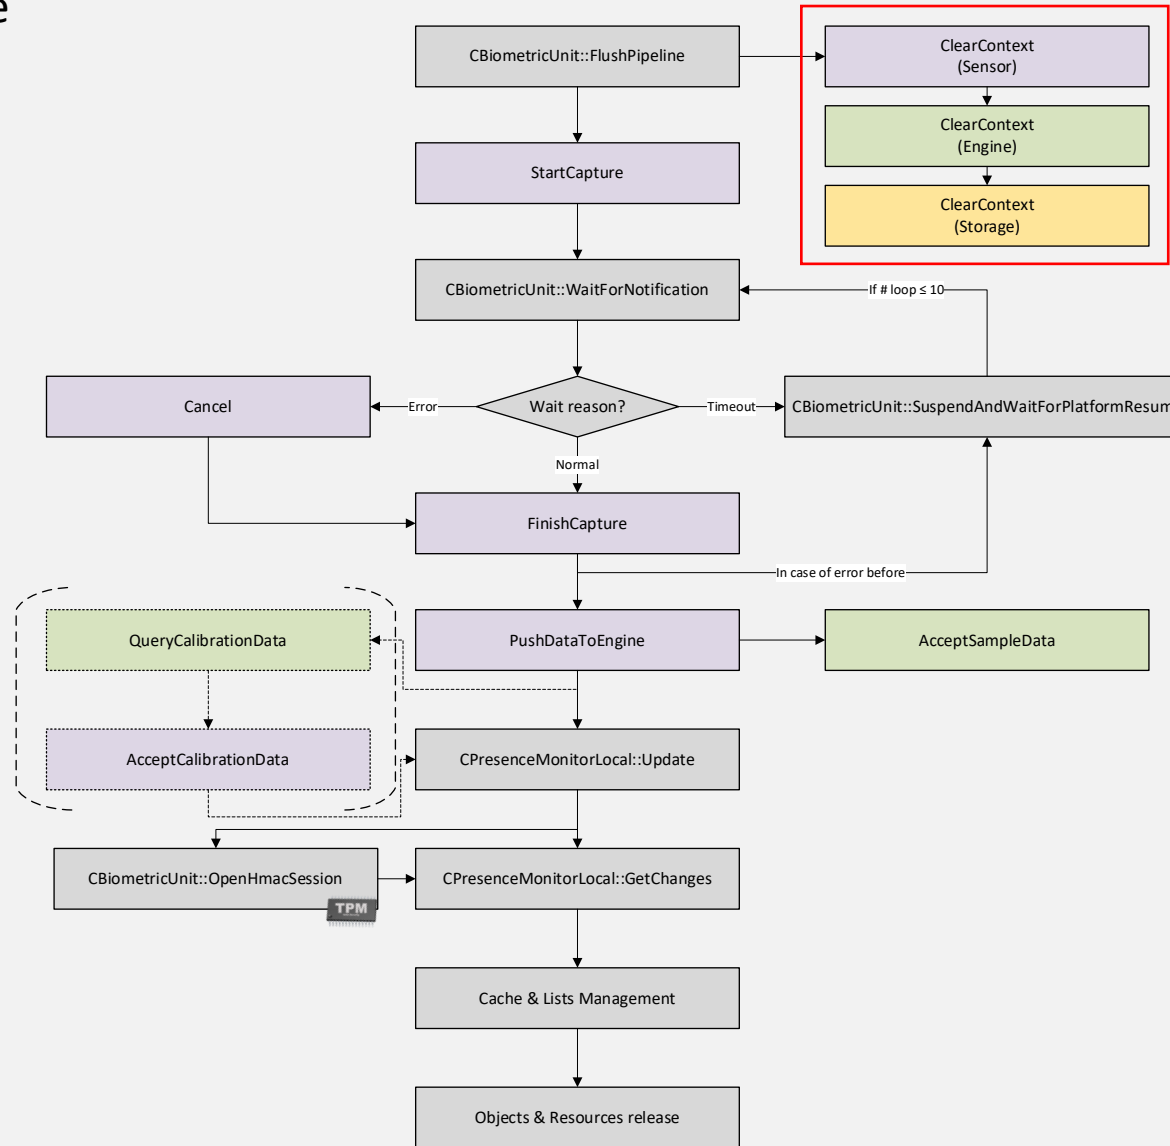 e
CBiometricUnit::FlushPipeline
ClearContext
(Sensor)
ClearContext
(Engine)
StartCapture
ClearContext
(Storage)
CBiometricUnit::WaitForNotification
If # loop ≤ 10
Cancel
Error
Wait reason?
Timeout
CBiometricUnit::SuspendAndWaitForPlatformResum
Normal
FinishCapture
In case of error before
QueryCalibrationData
PushDataToEngine
AcceptSampleData
AcceptCalibrationData
CPresenceMonitorLocal::Update
CBiometricUnit::OpenHmacSession
TPM
CPresenceMonitorLocal::GetChanges
Cache & Lists Management
Objects & Resources release